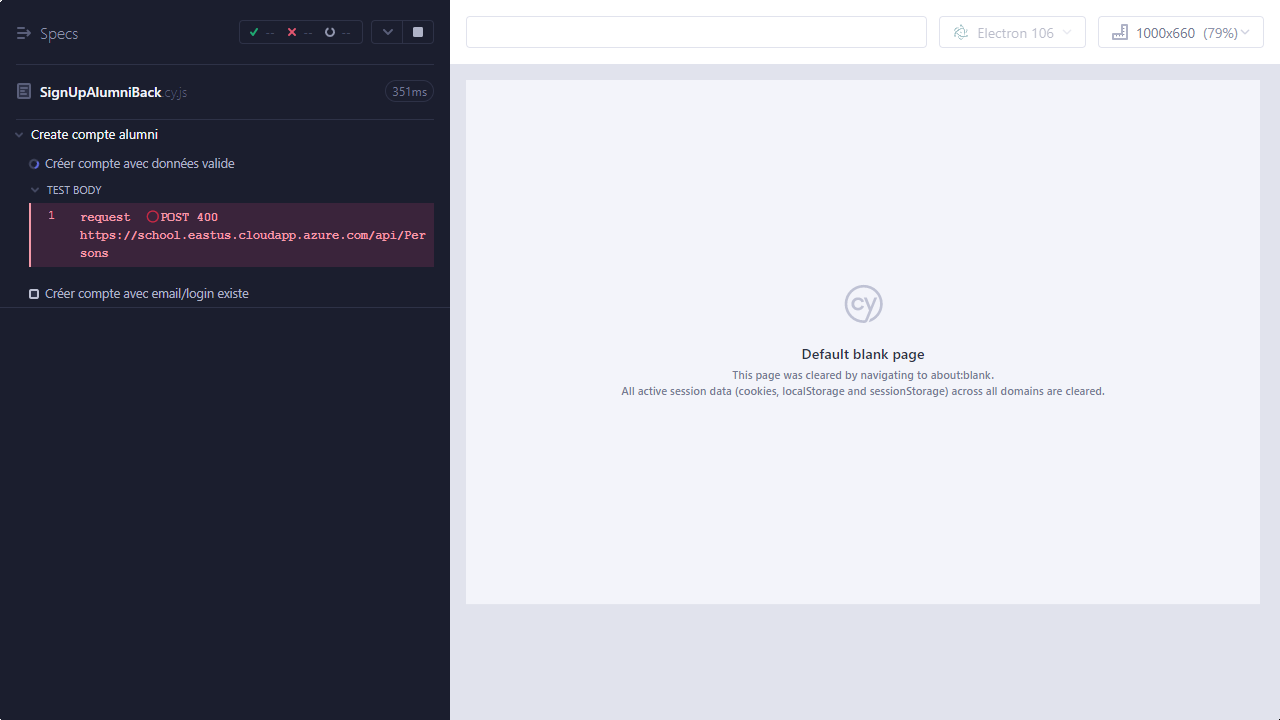 Specs
-- -- --
SignUpAlumniBack.cy.js
351ms
Create compte alumni
Créer compte avec données valide
TEST BODY
1 request POST 400
https://school.eastus.cloudapp.azure.com/api/Per
sons
Créer compte avec email/login existe
Electron 106
1000x660 (79%)
cy
Default blank page
This page was cleared by navigating to about:blank.
All active session data (cookies, localStorage and sessionStorage) across all domains are cleared.